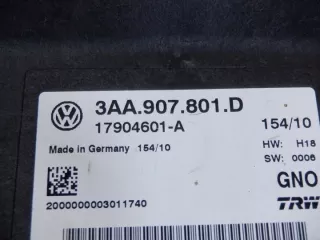 3AA.907.801.D
17904601-A 154/10
HW: H18
Made in Germany 154/10 SW: 0006
GNO
TRW
2000000003011740